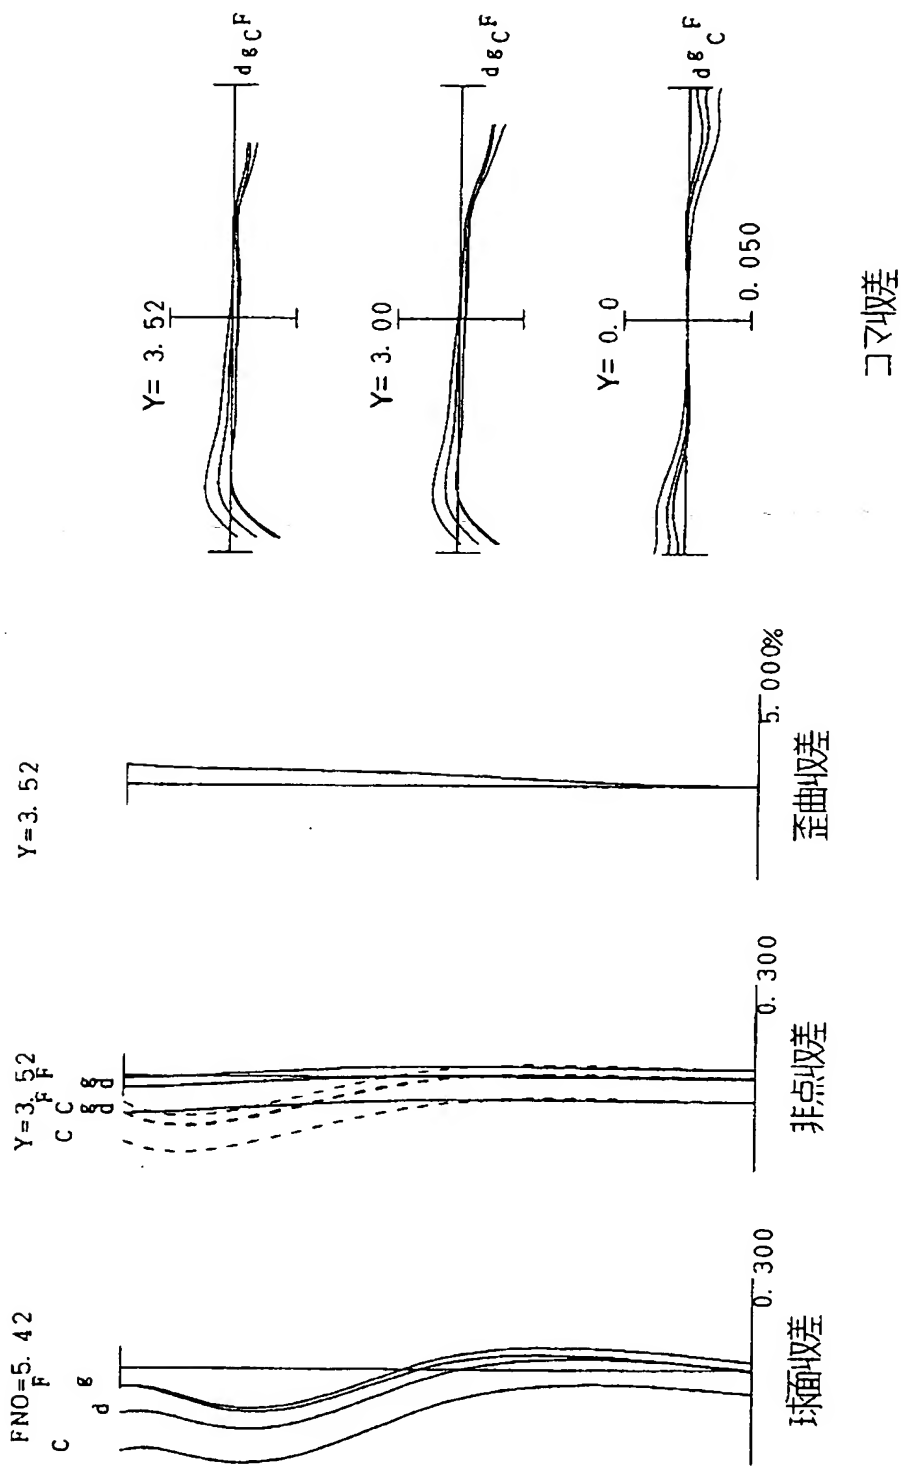 FNO=5. 42
F
g
d
C
0. 300
球面収差
Y=3. 52
F
F
g
d
C
g
d
C
0. 300
非点収差
Y=3. 52
5. 000%
歪曲収差
Y= 3. 52
d g C F
Y= 3. 00
d g C F
Y= 0. 0
d g C F
0. 050
コマ収差